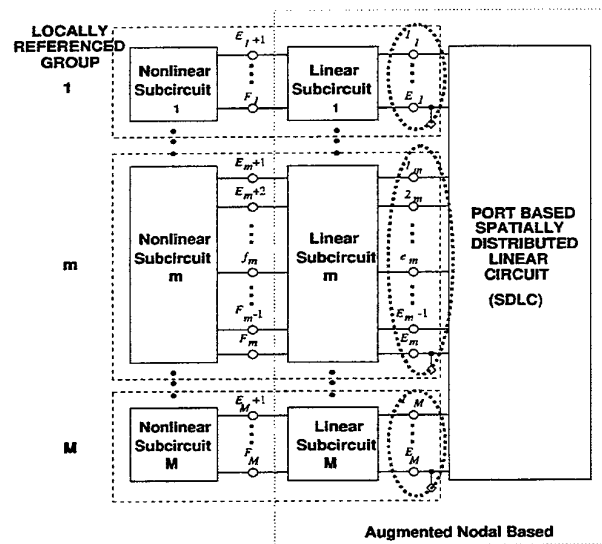 LOCALLY
REFERENCED
GROUP
1
E1+1
Nonlinear
Subcircuit
1
F1
Linear
Subcircuit
1
11
E1
m
Em+1
Em+2
Nonlinear
Subcircuit
m
fm
Fm-1
Fm
Linear
Subcircuit
m
1m
2m
em
Em-1
Em
PORT BASED
SPATIALLY
DISTRIBUTED
LINEAR
CIRCUIT
(SDLC)
M
EM+1
Nonlinear
Subcircuit
M
FM
Linear
Subcircuit
M
EM
Augmented Nodal Based